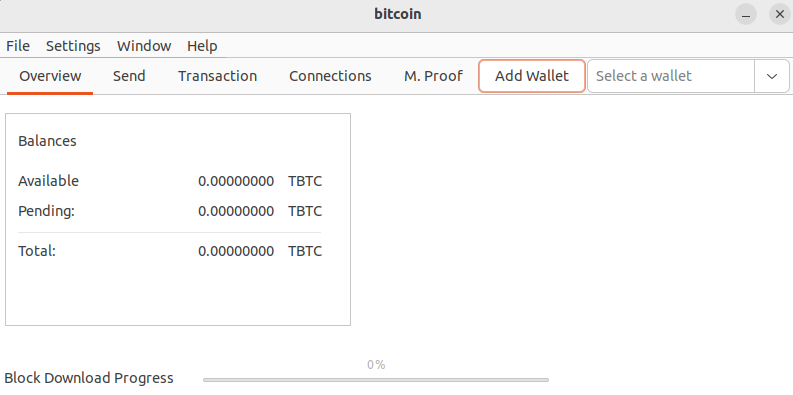 bitcoin
File Settings Window Help
Overview Send Transaction Connections M. Proof Add Wallet Select a wallet
Balances
Available 0.00000000 TBTC
Pending: 0.00000000 TBTC
Total: 0.00000000 TBTC
0%
Block Download Progress